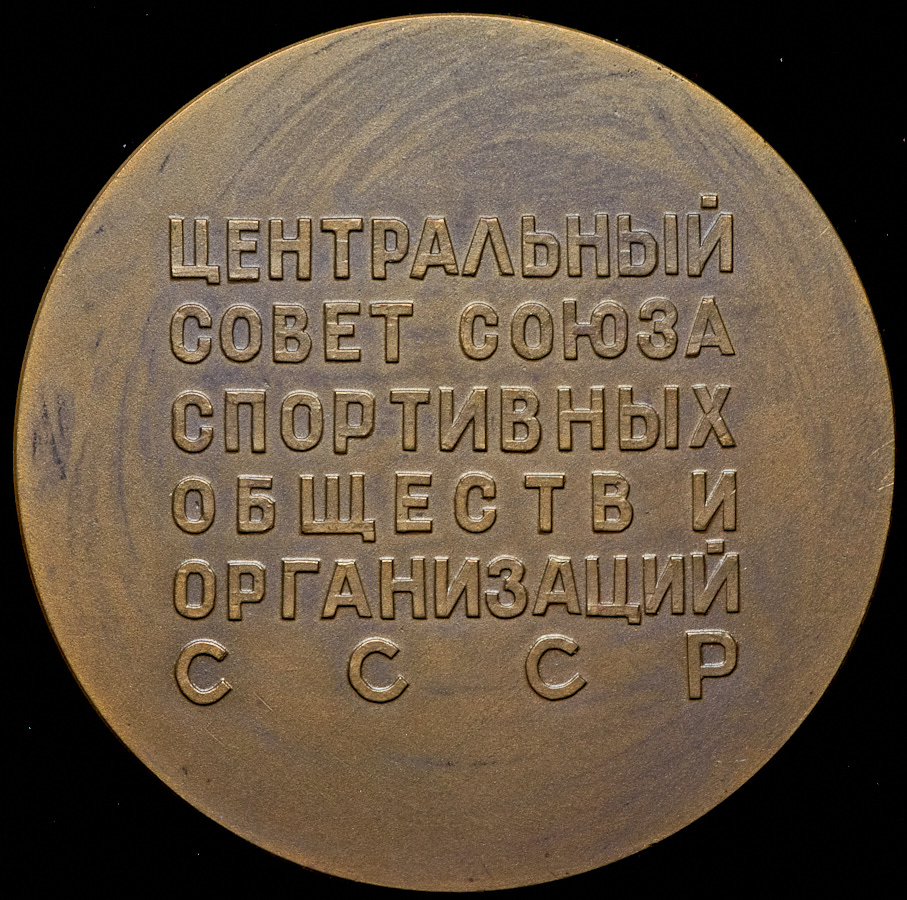 ЦЕНТРАЛЬНЫЙ
СОВЕТ СОЮЗА
СПОРТИВНЫХ
ОБЩЕСТВ И
ОРГАНИЗАЦИЙ
СССР